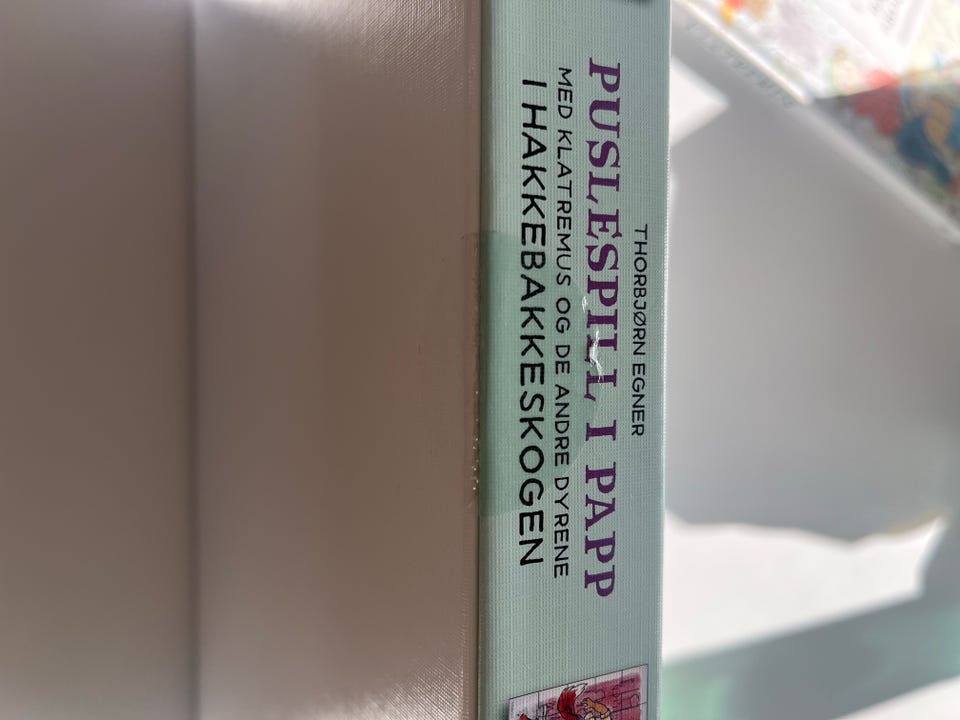 THORBJØRN EGNER
PUSLESPILL I PAPP
MED KLATREMUS OG DE ANDRE DYRENE
I HAKKEBAKKESKOGEN